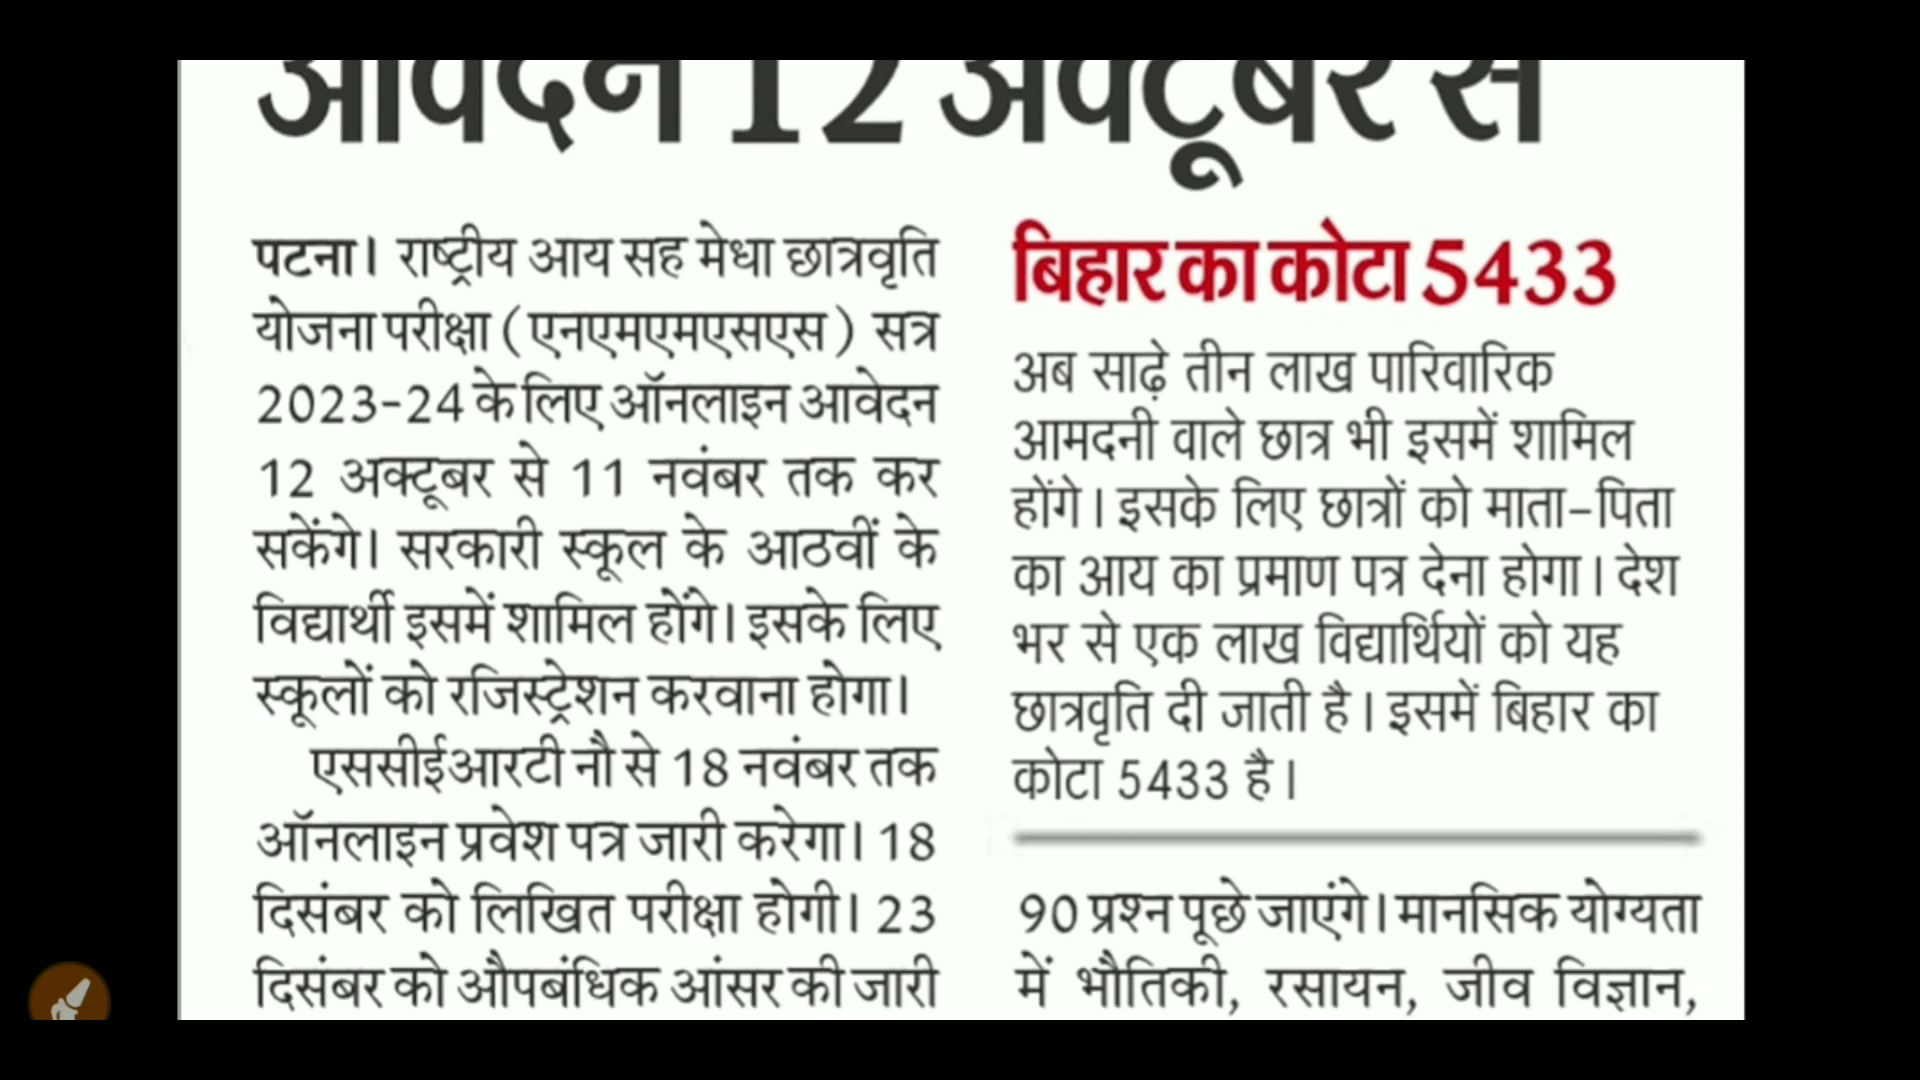 आवेदन 12 अक्टूबर से
पटना। राष्ट्रीय आय सह मेधा छात्रवृति
योजना परीक्षा (एनएमएमएसएस) सत्र
2023-24 के लिए ऑनलाइन आवेदन
12 अक्टूबर से 11 नवंबर तक कर
सकेंगे। सरकारी स्कूल के आठवीं के
विद्यार्थी इसमें शामिल होंगे। इसके लिए
स्कूलों को रजिस्ट्रेशन करवाना होगा।
एससीईआरटी नौ से 18 नवंबर तक
ऑनलाइन प्रवेश पत्र जारी करेगा। 18
दिसंबर को लिखित परीक्षा होगी। 23
दिसंबर को औपबंधिक आंसर की जारी
बिहार का कोटा 5433
अब साढ़े तीन लाख पारिवारिक
आमदनी वाले छात्र भी इसमें शामिल
होंगे। इसके लिए छात्रों को माता-पिता
का आय का प्रमाण पत्र देना होगा। देश
भर से एक लाख विद्यार्थियों को यह
छात्रवृति दी जाती है। इसमें बिहार का
कोटा 5433 है।
90 प्रश्न पूछे जाएंगे। मानसिक योग्यता
में भौतिकी, रसायन, जीव विज्ञान,